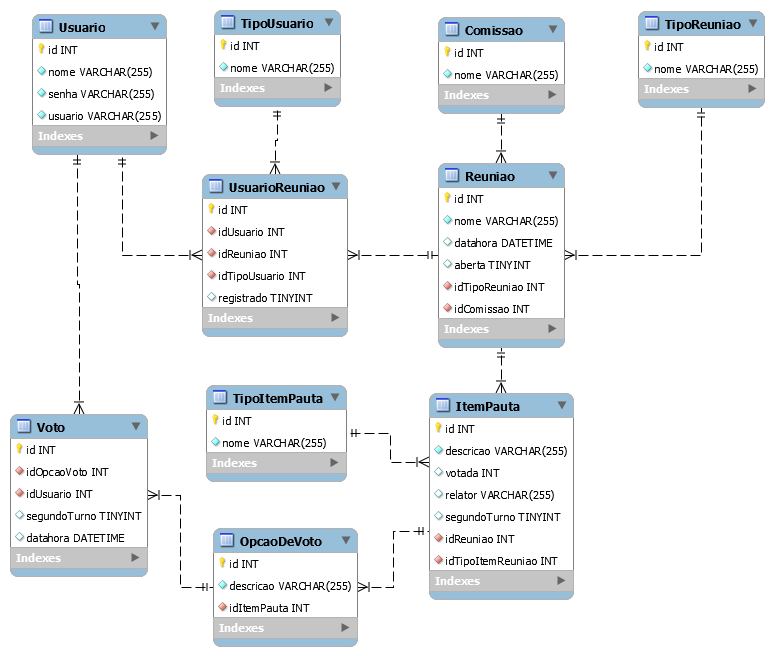 Usuario
id INT
nome VARCHAR(255)
senha VARCHAR(255)
usuario VARCHAR(255)
Indexes
TipoUsuario
id INT
nome VARCHAR(255)
Indexes
Comissao
id INT
nome VARCHAR(255)
Indexes
TipoReuniao
id INT
nome VARCHAR(255)
Indexes
UsuarioReuniao
id INT
idUsuario INT
idReuniao INT
idTipoUsuario INT
registrado TINYINT
Indexes
Reuniao
id INT
nome VARCHAR(255)
datahora DATETIME
aberta TINYINT
idTipoReuniao INT
idComissao INT
Indexes
Voto
id INT
idOpcaoVoto INT
idUsuario INT
segundoTurno TINYINT
datahora DATETIME
Indexes
TipoItemPauta
id INT
nome VARCHAR(255)
Indexes
ItemPauta
id INT
descricao VARCHAR(255)
votada INT
relator VARCHAR(255)
segundoTurno TINYINT
idReuniao INT
idTipoItemReuniao INT
Indexes
OpcaoDeVoto
id INT
descricao VARCHAR(255)
idItemPauta INT
Indexes